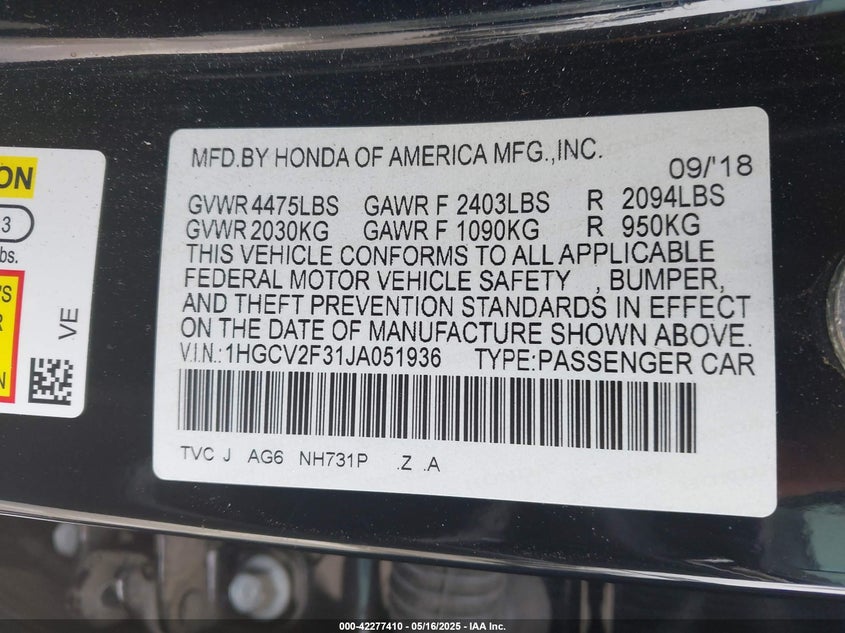 MFD.BY HONDA OF AMERICA MFG.,INC.
09/'18
GVWR 4475LBS GAWR F 2403LBS R 2094LBS
GVWR 2030KG GAWR F 1090KG R 950KG
THIS VEHICLE CONFORMS TO ALL APPLICABLE
FEDERAL MOTOR VEHICLE SAFETY , BUMPER,
AND THEFT PREVENTION STANDARDS IN EFFECT
ON THE DATE OF MANUFACTURE SHOWN ABOVE.
V.I.N.:1HGCV2F31JA051936 TYPE:PASSENGER CAR
TVC J AG6 NH731P .Z .A
ON
3
bs.
'S
R
N
VE
000-42277410 - 05/16/2025 - IAA Inc.